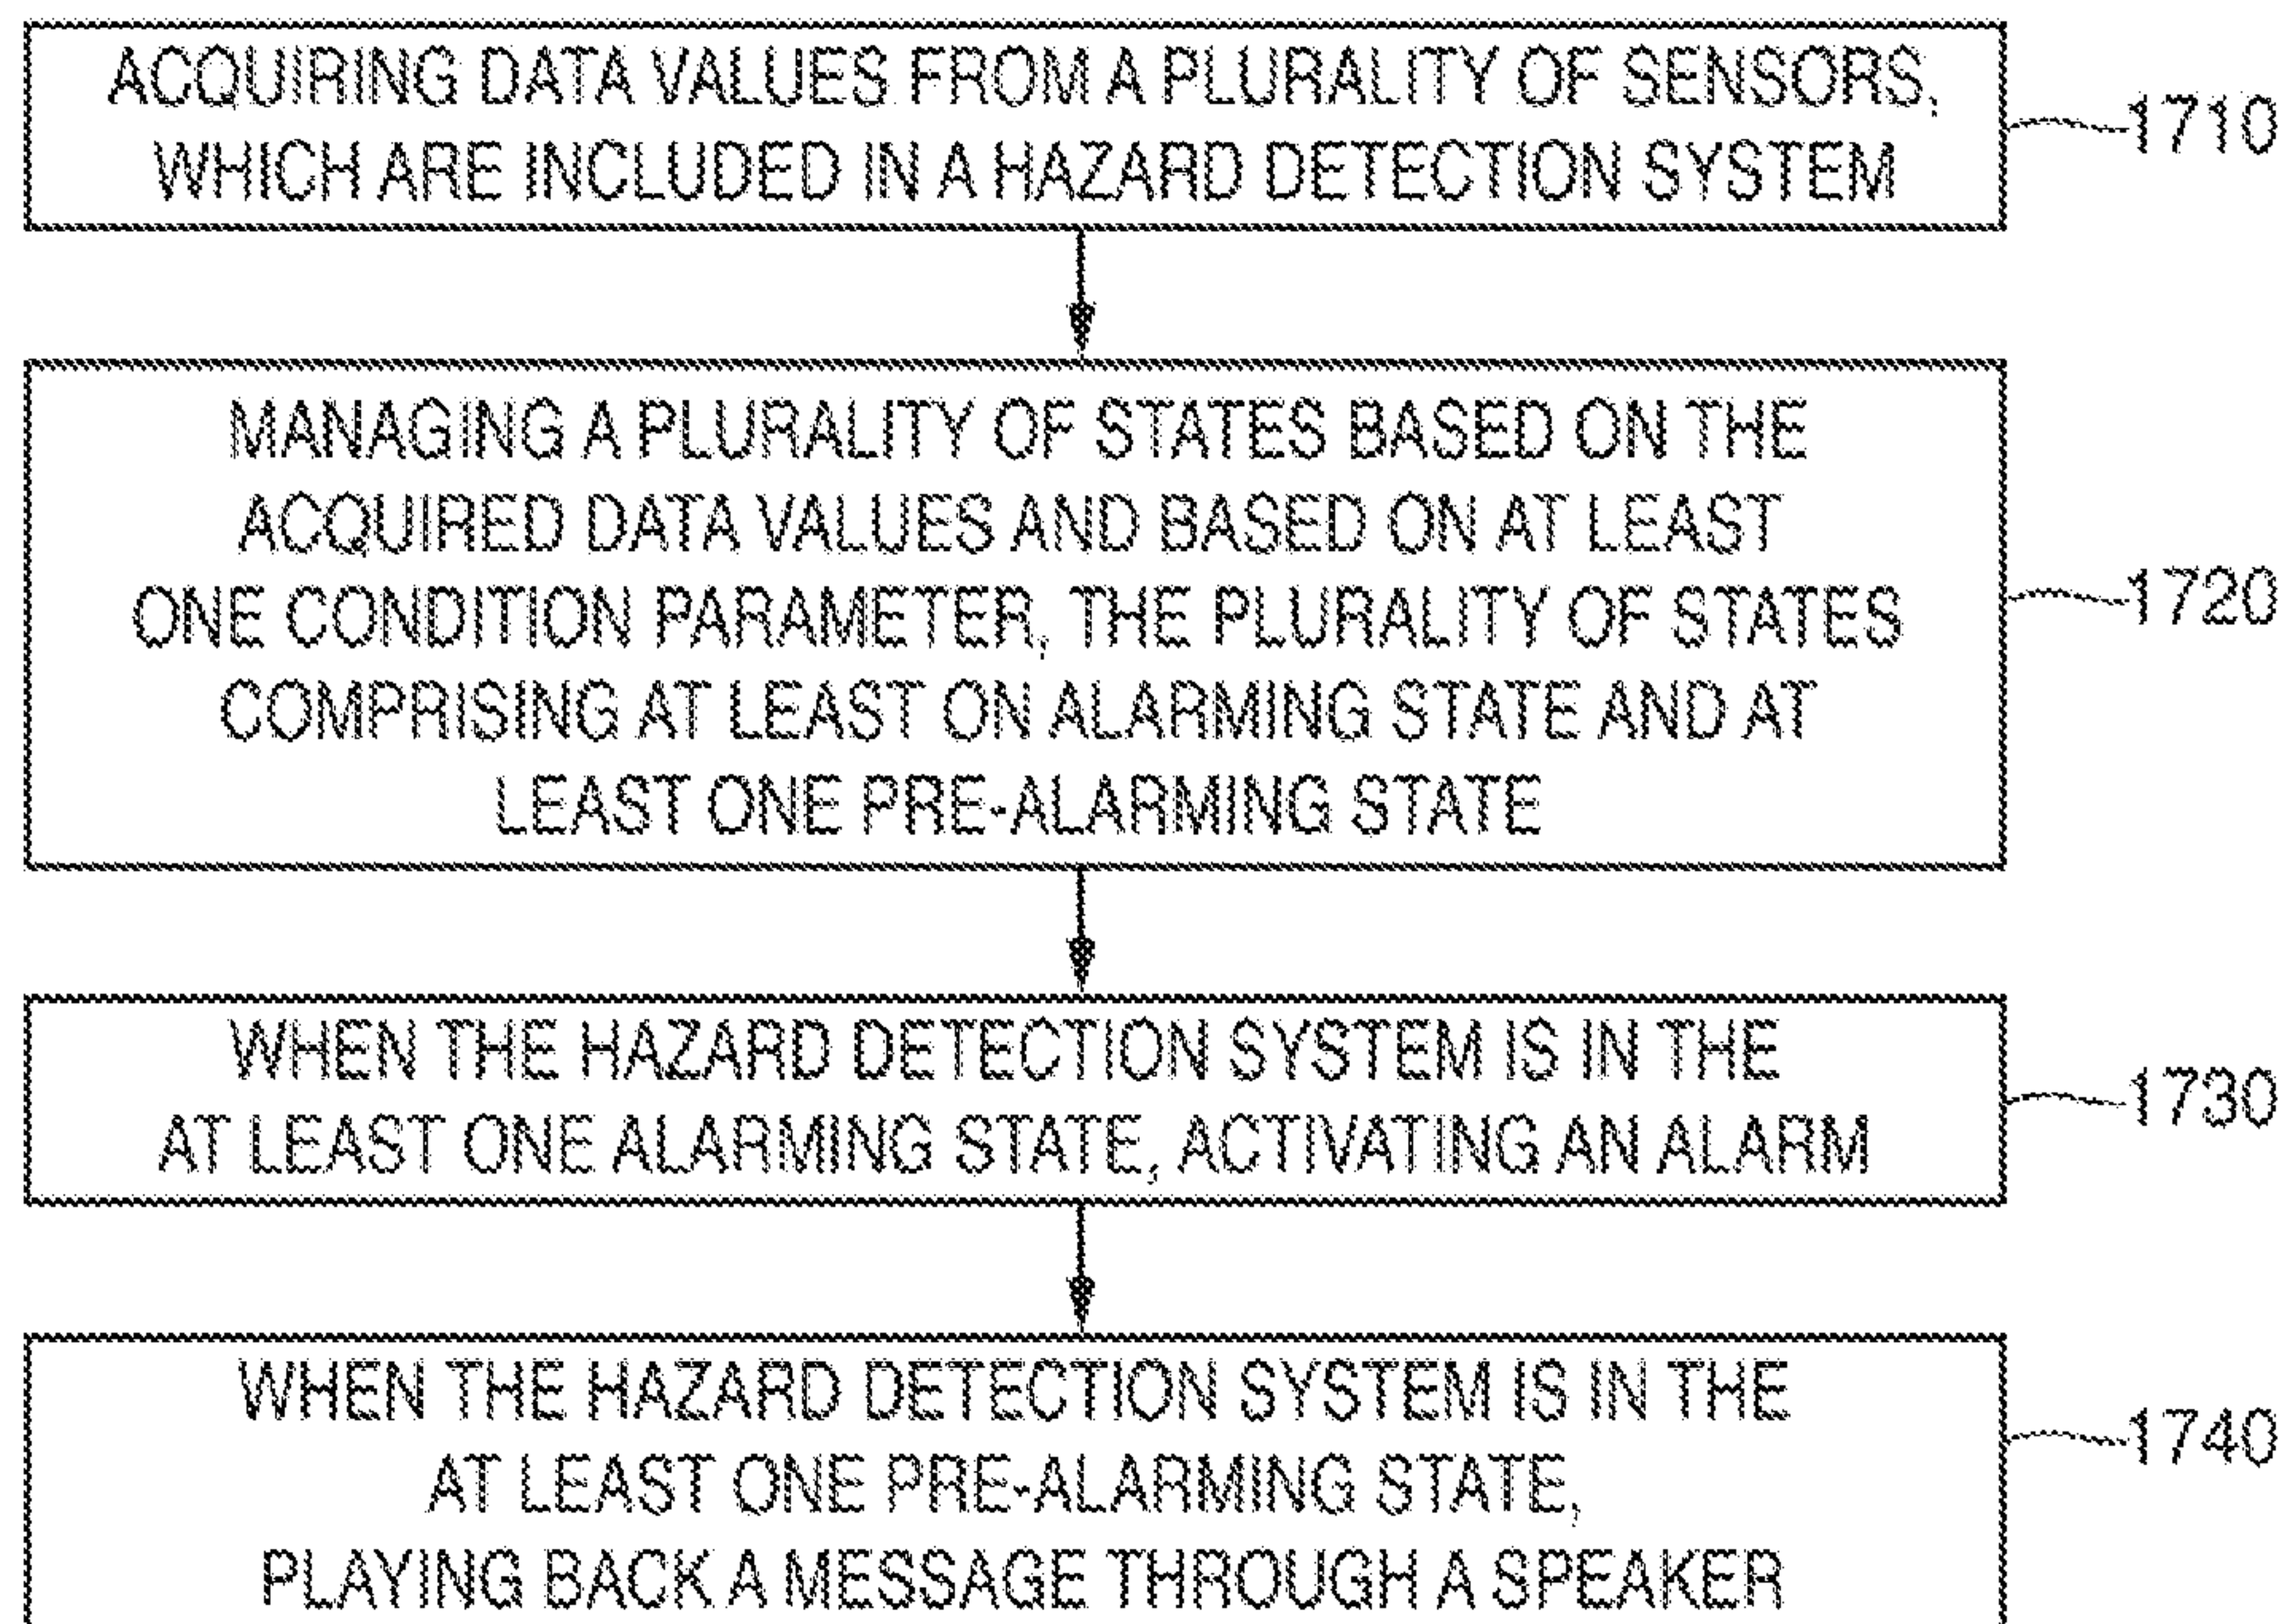 ACQUIRING DATA VALUES FROM A PLURALITY OF SENSORS,
WHICH ARE INCLUDED IN A HAZARD DETECTION SYSTEM
1710
MANAGING A PLURALITY OF STATES BASED ON THE
ACQUIRED DATA VALUES AND BASED ON AT LEAST
ONE CONDITION PARAMETER, THE PLURALITY OF STATES
COMPRISING AT LEAST ON ALARMING STATE AND AT
LEAST ONE PRE-ALARMING STATE
1720
WHEN THE HAZARD DETECTION SYSTEM IS IN THE
AT LEAST ONE ALARMING STATE, ACTIVATING AN ALARM
1730
WHEN THE HAZARD DETECTION SYSTEM IS IN THE
AT LEAST ONE PRE-ALARMING STATE,
PLAYING BACK A MESSAGE THROUGH A SPEAKER
1740